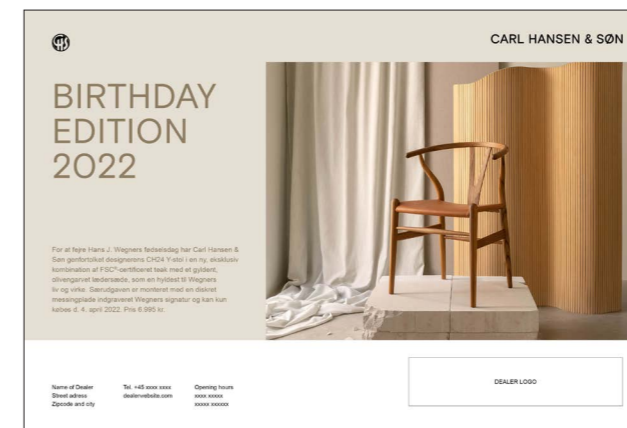 CARL HANSEN & SØN
BIRTHDAY
EDITION
2022
For at fejre Hans J. Wegners fødselsdag har Carl Hansen &
Søn genfortolket designerens CH24 Y-stol i en ny, eksklusiv
kombination af FSC®-certificeret teak med et gyldent,
olivengarvet lædersæde, som en hyldest til Wegners
liv og virke. Særudgaven er monteret med en diskret
messingplade indgraveret Wegners signatur og kan kun
købes d. 4. april 2022. Pris 6.995 kr.
Name of Dealer
Street adress
Zipcode and city
Tel. +45 xxxx xxxx
dealerwebsite.com
Opening hours
xxxx xxxxx
xxxxx xxxxxx
DEALER LOGO